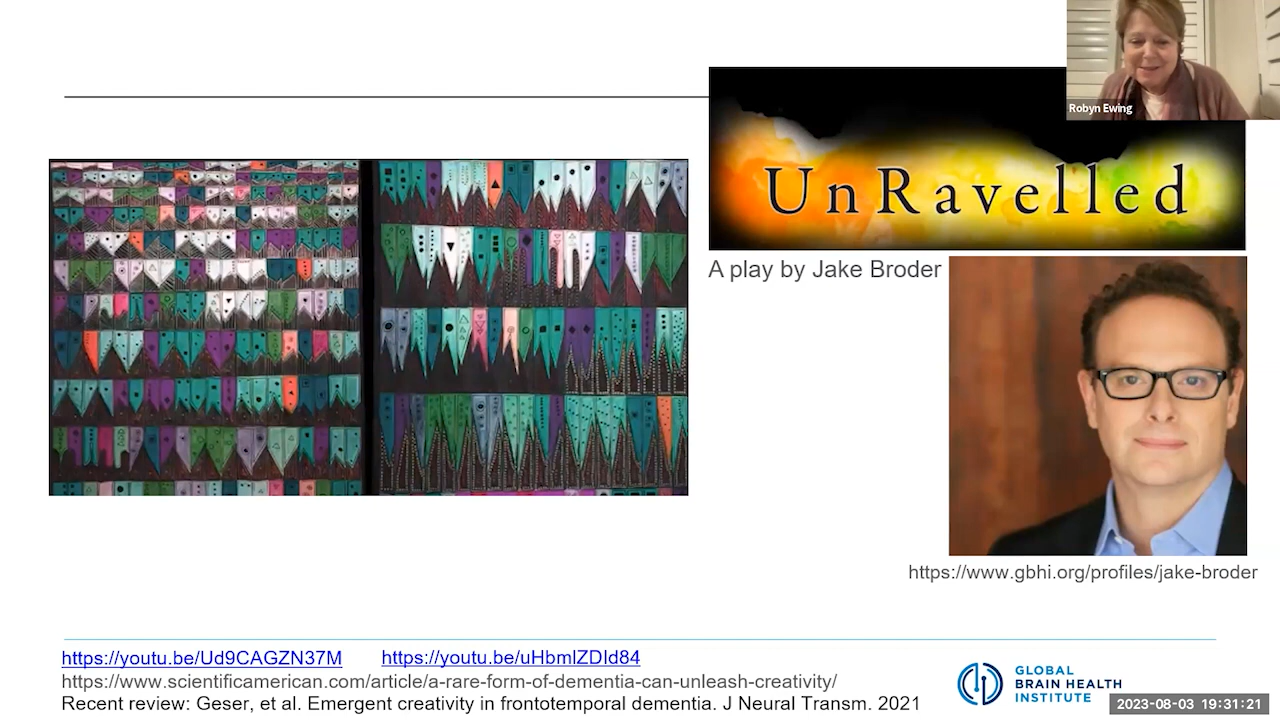 Robyn Ewing
UnRavelled
A play by Jake Broder
https://www.gbhi.org/profiles/jake-broder
https://youtu.be/Ud9CAGZN37M https://youtu.be/uHbmlZDId84
https://www.scientificamerican.com/article/a-rare-form-of-dementia-can-unleash-creativity/
Recent review: Geser, et al. Emergent creativity in frontotemporal dementia. J Neural Transm. 2021
GLOBAL
BRAIN HEALTH
INSTITUTE
2023-08-03 19:31:21